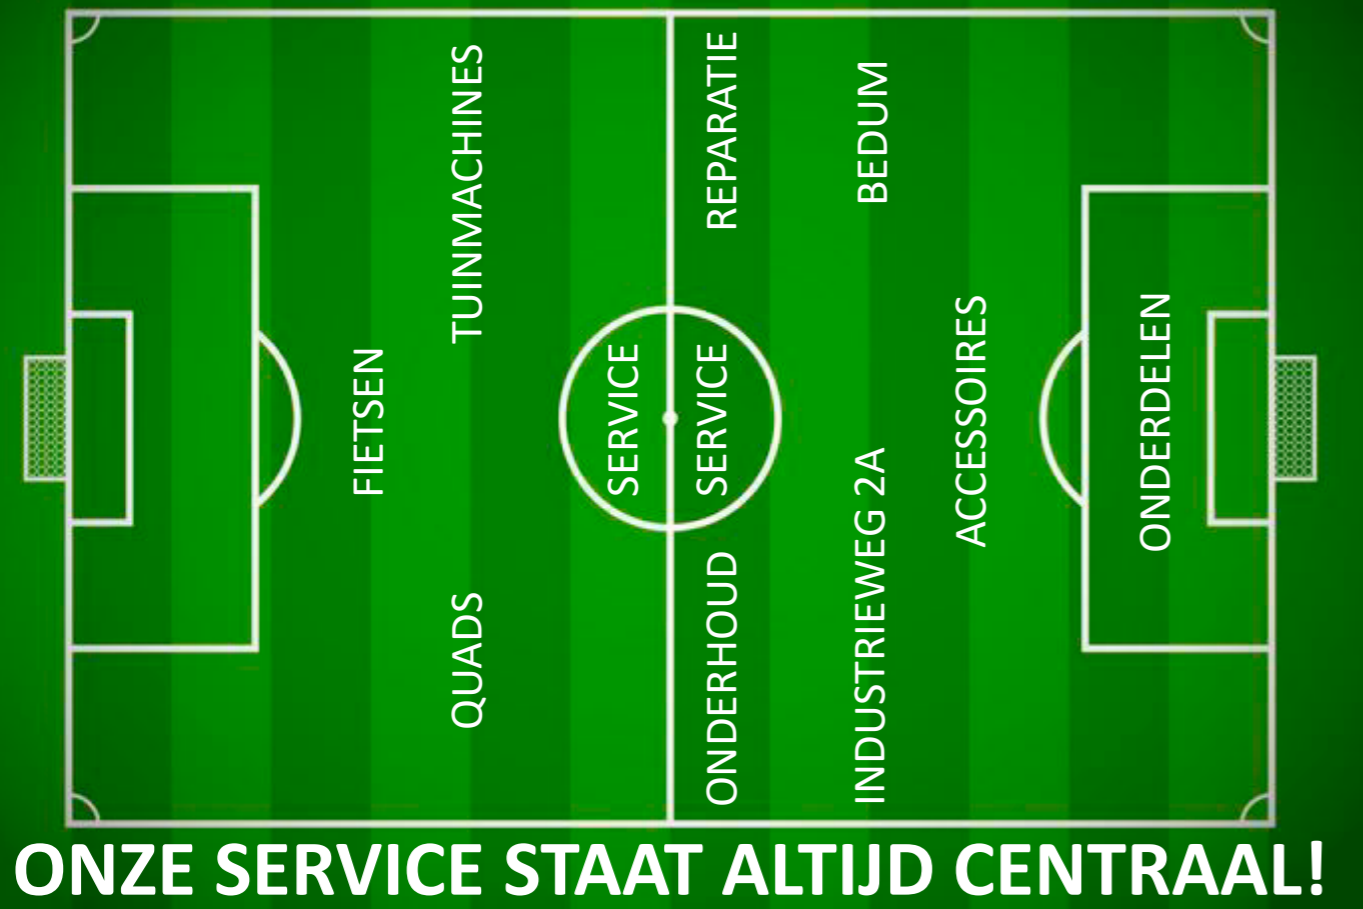 FIETSEN
QUADS
TUINMACHINES
SERVICE
SERVICE
ONDERHOUD
REPARATIE
INDUSTRIEWEG 2A
BEDUM
ACCESSOIRES
ONDERDELEN
ONZE SERVICE STAAT ALTIJD CENTRAAL!